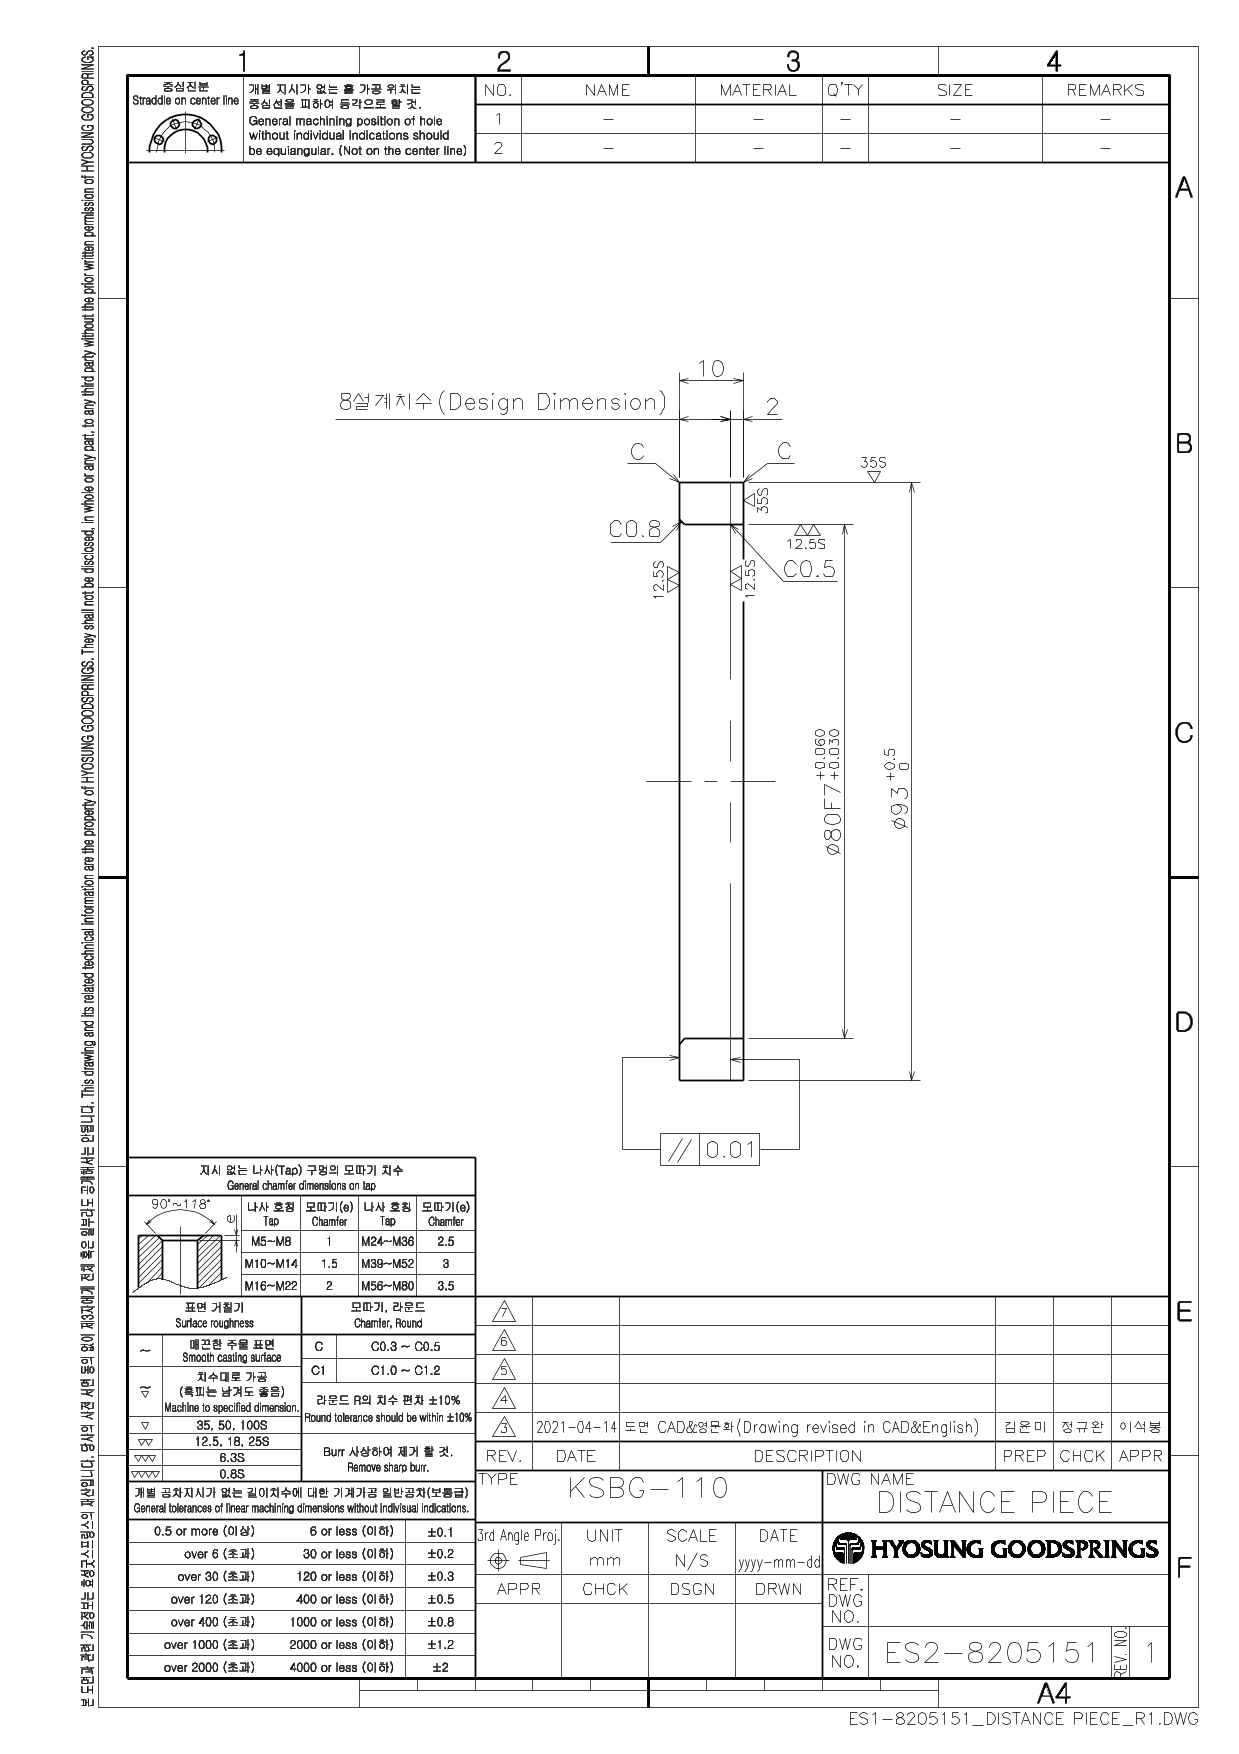 1 2 3 4
중심진분
Straddle on center line
개별 지시가 없는 홀 가공 위치는
중심선을 피하여 등각으로 할 것.
General machining position of hole
without individual indications should
be equiangular. (Not on the center line)
NO. NAME MATERIAL Q'TY SIZE REMARKS
1 – – – – –
2 – – – – –
A
B
C
D
E
F
10
8설계치수(Design Dimension)
2
C
C
35S
35S
C0.8
12.5S
C0.5
12.5S
12.5S
ø80F7 +0.060 +0.030
ø93 +0.5 0
// 0.01
지시 없는 나사(Tap) 구멍의 모따기 치수
General chamfer dimensions on tap
90°~118°
e
나사 호칭 모따기(e) 나사 호칭 모따기(e)
Tap Chamfer Tap Chamfer
M5~M8 1 M24~M36 2.5
M10~M14 1.5 M39~M52 3
M16~M22 2 M56~M80 3.5
표면 거칠기
Surface roughness
~ 매끈한 주물 표면
Smooth casting surface
치수대로 가공
(흑피는 남겨도 좋음)
Machine to specified dimension.
35, 50, 100S
12.5, 18, 25S
6.3S
0.8S
모따기, 라운드
Chamfer, Round
C C0.3 ~ C0.5
C1 C1.0 ~ C1.2
라운드 R의 치수 편차 ±10%
Round tolerance should be within ±10%
Burr 사상하여 제거 할 것.
Remove sharp burr.
개별 공차지시가 없는 길이치수에 대한 기계가공 일반공차(보통급)
General tolerances of linear machining dimensions without indivisual indications.
0.5 or more (이상) 6 or less (이하) ±0.1
over 6 (초과) 30 or less (이하) ±0.2
over 30 (초과) 120 or less (이하) ±0.3
over 120 (초과) 400 or less (이하) ±0.5
over 400 (초과) 1000 or less (이하) ±0.8
over 1000 (초과) 2000 or less (이하) ±1.2
over 2000 (초과) 4000 or less (이하) ±2
7
6
5
4
3 2021-04-14 도면 CAD&영문화(Drawing revised in CAD&English) 김윤미 정규완 이석봉
REV. DATE DESCRIPTION PREP CHCK APPR
TYPE KSBG-110
DWG NAME
DISTANCE PIECE
3rd Angle Proj. UNIT SCALE DATE
mm N/S yyyy-mm-dd
APPR CHCK DSGN DRWN
HYOSUNG GOODSPRINGS
REF. DWG NO.
DWG NO. ES2-8205151 REV. NO. 1
A4
ES1-8205151_DISTANCE PIECE_R1.DWG
본 도면과 관련 기술정보는 효성굿스프링스의 재산입니다. 당사의 사전 서면 동의 없이 제3자에게 전체 혹은 일부라도 공개해서는 안됩니다. This drawing and its related technical information are the property of HYOSUNG GOODSPRINGS. They shall not be disclosed, in whole or any part, to any third party without the prior written permission of HYOSUNG GOODSPRINGS.